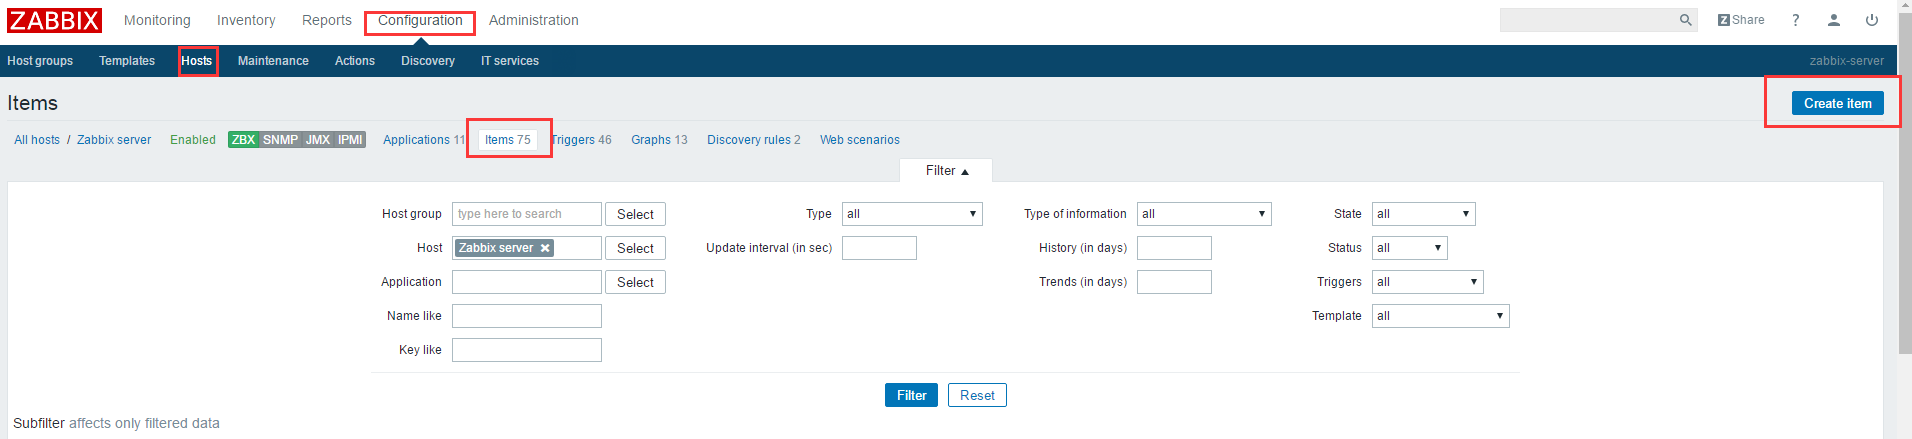 ZABBIX Monitoring Inventory Reports Configuration Administration Z Share ?
Host groups Templates Hosts Maintenance Actions Discovery IT services zabbix-server
Items Create item
All hosts / Zabbix server Enabled ZBX SNMP JMX IPMI Applications 11 Items 75 Triggers 46 Graphs 13 Discovery rules 2 Web scenarios
Filter
Host group type here to search Select Type all Type of information all State all
Host Zabbix server Select Update interval (in sec) History (in days) Status all
Application Select Trends (in days) Triggers all
Name like Template all
Key like
Filter Reset
Subfilter affects only filtered data